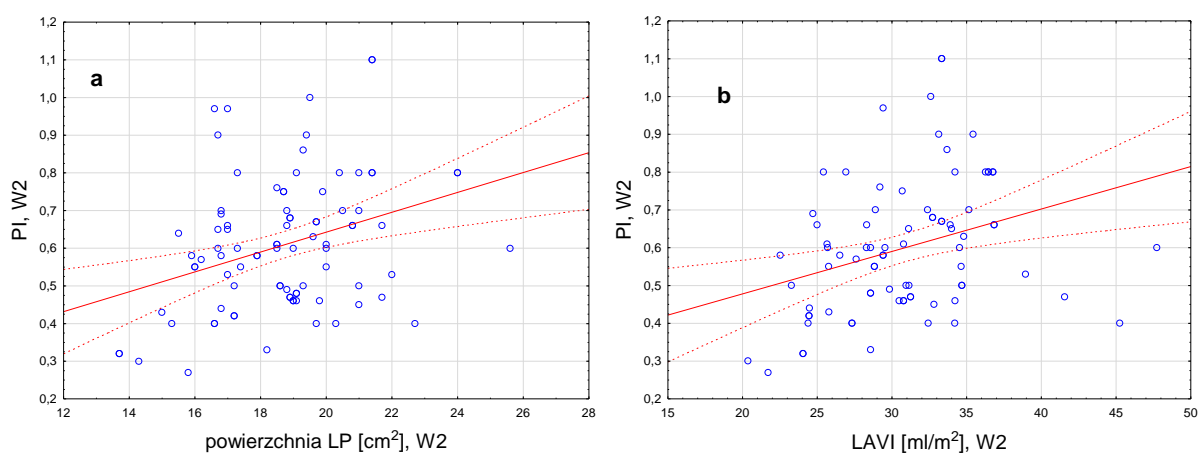 a
PI, W2
1,2
1,1
1,0
0,9
0,8
0,7
0,6
0,5
0,4
0,3
0,2
12 14 16 18 20 22 24 26 28
powierzchnia LP [cm²], W2
b
PI, W2
1,2
1,1
1,0
0,9
0,8
0,7
0,6
0,5
0,4
0,3
0,2
15 20 25 30 35 40 45 50
LAVI [ml/m²], W2